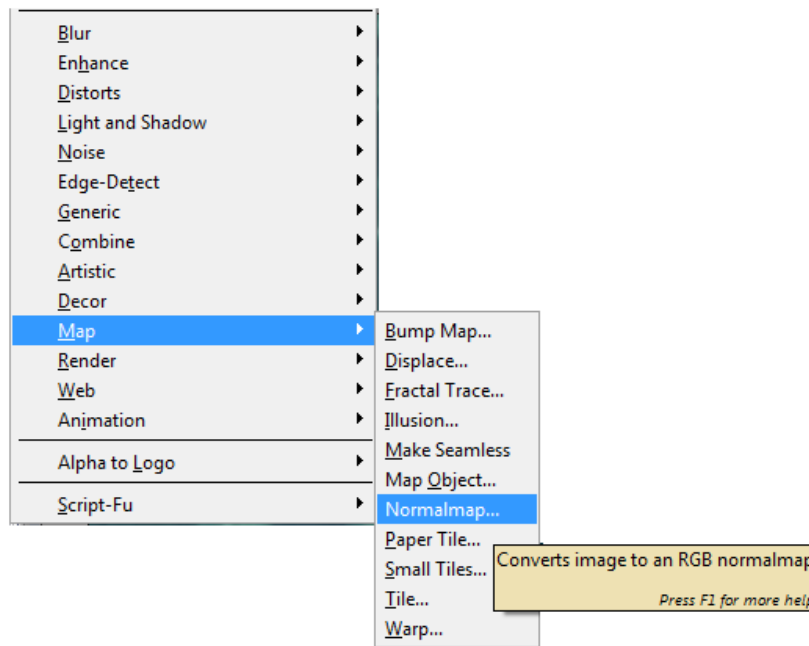 Blur
Enhance
Distorts
Light and Shadow
Noise
Edge-Detect
Generic
Combine
Artistic
Decor
Map
Render
Web
Animation
Alpha to Logo
Script-Fu
Bump Map...
Displace...
Fractal Trace...
Illusion...
Make Seamless
Map Object...
Normalmap...
Paper Tile...
Small Tiles...
Tile...
Warp...
Converts image to an RGB normalmap
Press F1 for more help